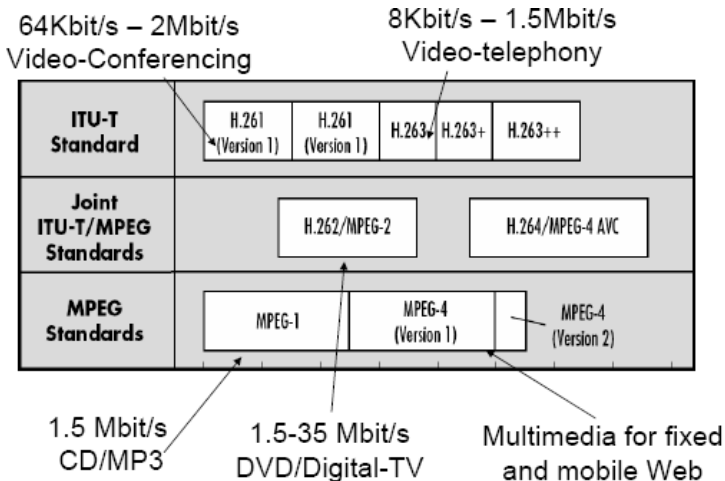 64Kbit/s – 2Mbit/s
Video-Conferencing
8Kbit/s – 1.5Mbit/s
Video-telephony
ITU-T
Standard
H.261
(Version 1)
H.261
(Version 1)
H.263
H.263+
H.263++
Joint
ITU-T/MPEG
Standards
H.262/MPEG-2
H.264/MPEG-4 AVC
MPEG
Standards
MPEG-1
MPEG-4
(Version 1)
MPEG-4
(Version 2)
1.5 Mbit/s
CD/MP3
1.5-35 Mbit/s
DVD/Digital-TV
Multimedia for fixed
and mobile Web